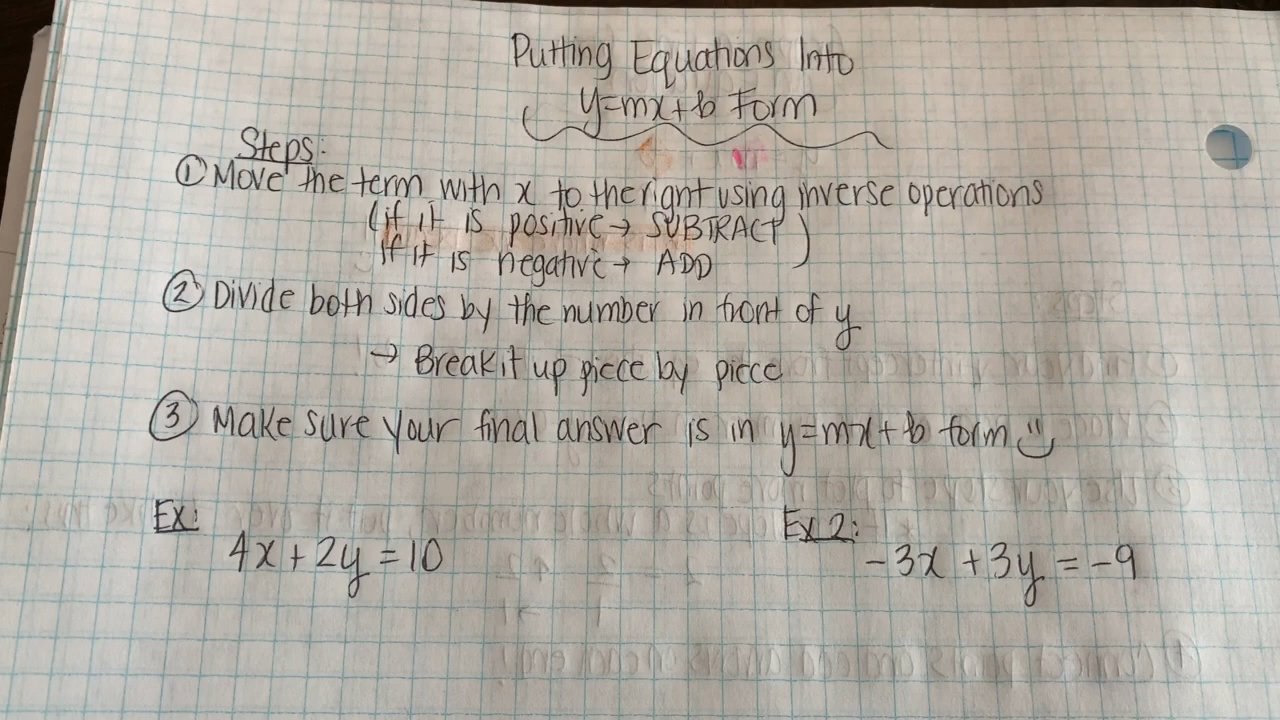 Putting Equations Into
y=mx+b Form
Steps:
① Move the term with x to the right using inverse operations
(if it is positive → SUBTRACT
if it is negative → ADD)
② Divide both sides by the number in front of y
→ Break it up piece by piece
③ Make sure your final answer is in y=mx+b form
Ex:
4x + 2y = 10
Ex 2:
-3x + 3y = -9